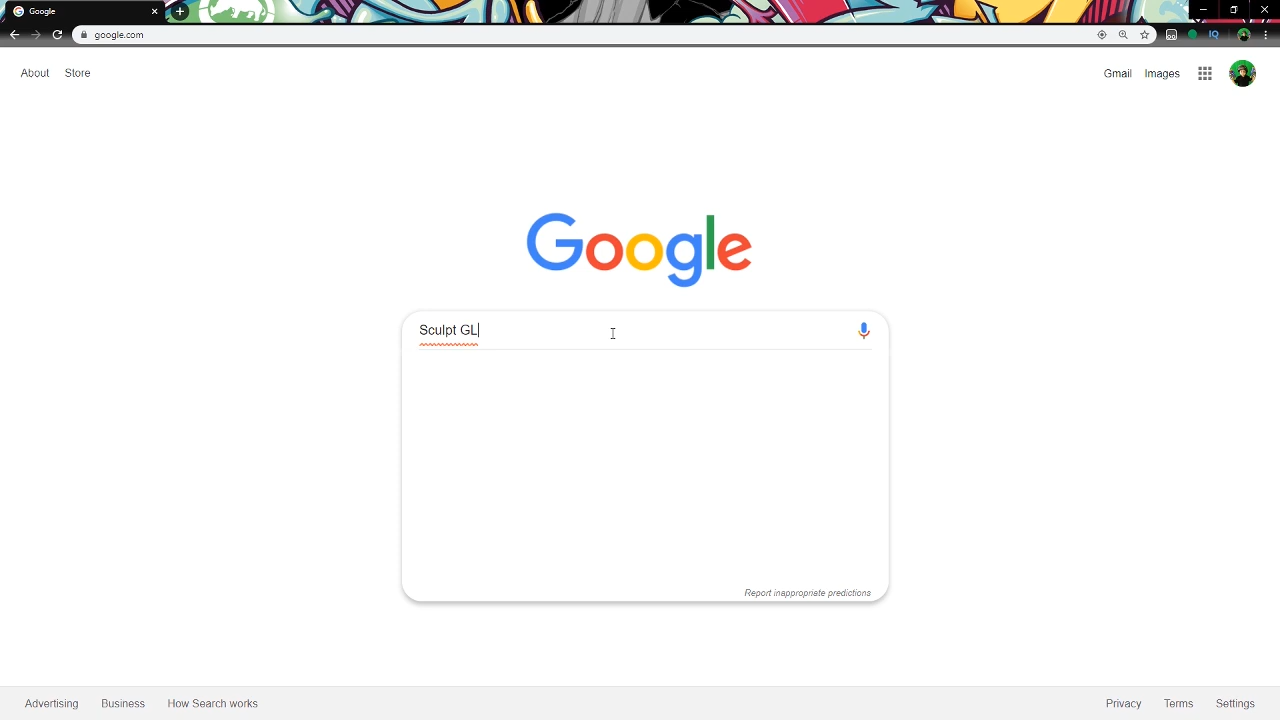 Google
google.com
About Store
Gmail Images
Google
Sculpt GL
Report inappropriate predictions
Advertising Business How Search works
Privacy Terms Settings